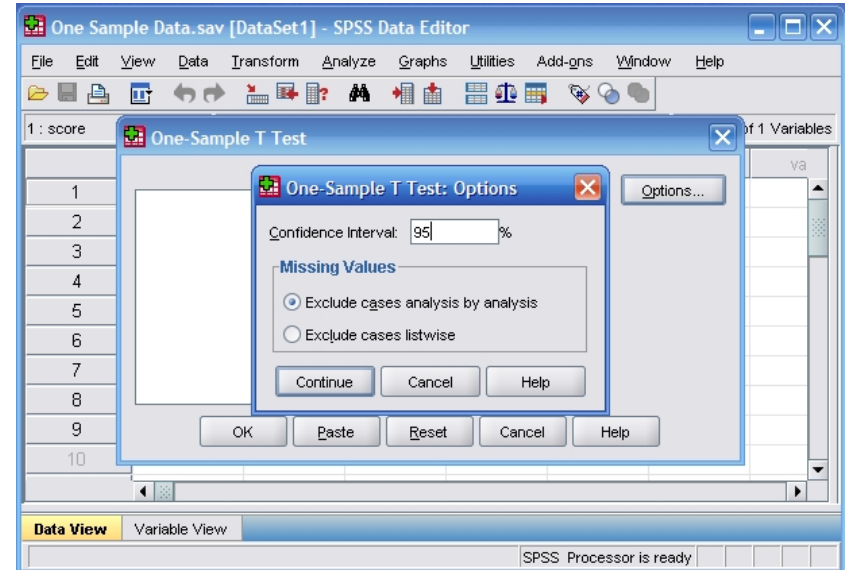 One Sample Data.sav [DataSet1] - SPSS Data Editor
File Edit View Data Transform Analyze Graphs Utilities Add-ons Window Help
1 : score
of 1 Variables
One-Sample T Test
va
Options...
One-Sample T Test: Options
Confidence Interval: 95 %
Missing Values
Exclude cases analysis by analysis
Exclude cases listwise
Continue Cancel Help
1
2
3
4
5
6
7
8
9
10
OK Paste Reset Cancel Help
Data View Variable View
SPSS Processor is ready